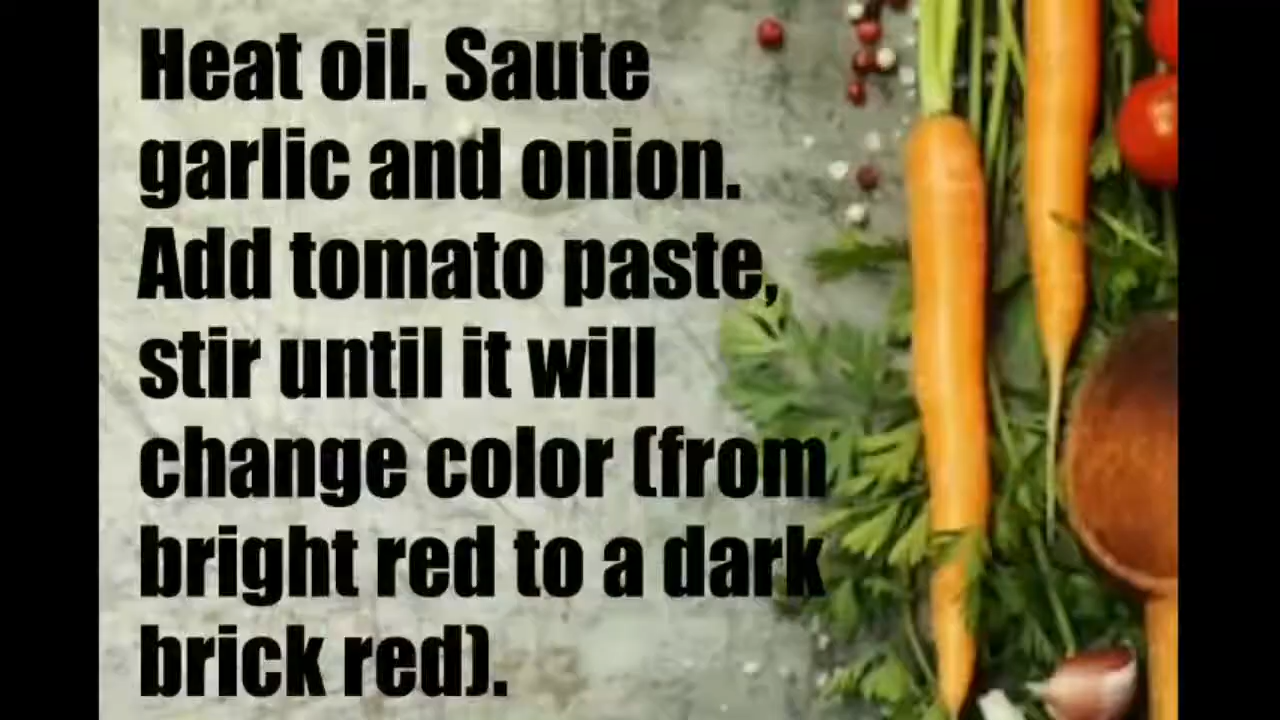 Heat oil. Saute
garlic and onion.
Add tomato paste,
stir until it will
change color (from
bright red to a dark
brick red).